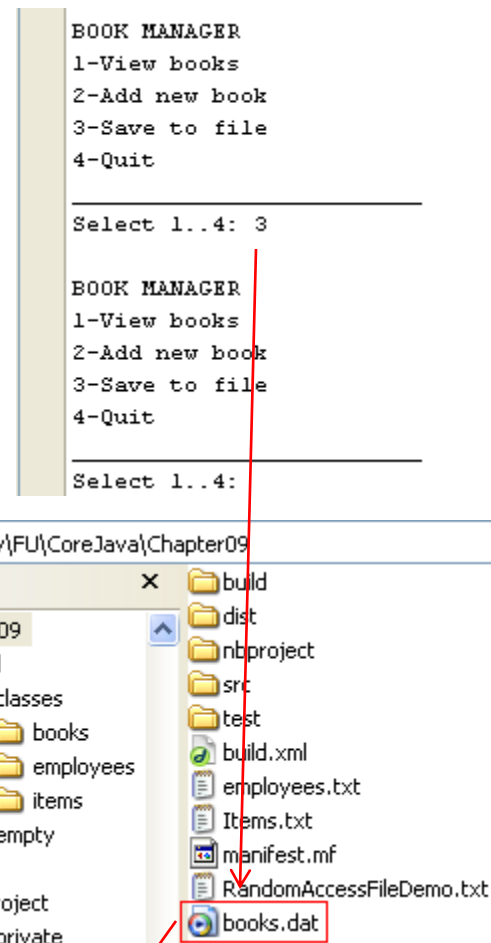 BOOK MANAGER
1-View books
2-Add new book
3-Save to file
4-Quit
Select 1..4: 3
BOOK MANAGER
1-View books
2-Add new book
3-Save to file
4-Quit
Select 1..4:
\FU\CoreJava\Chapter09
09
classes
books
employees
items
empty
oject
private
build
dist
nbproject
src
test
build.xml
employees.txt
Items.txt
manifest.mf
RandomAccessFileDemo.txt
books.dat